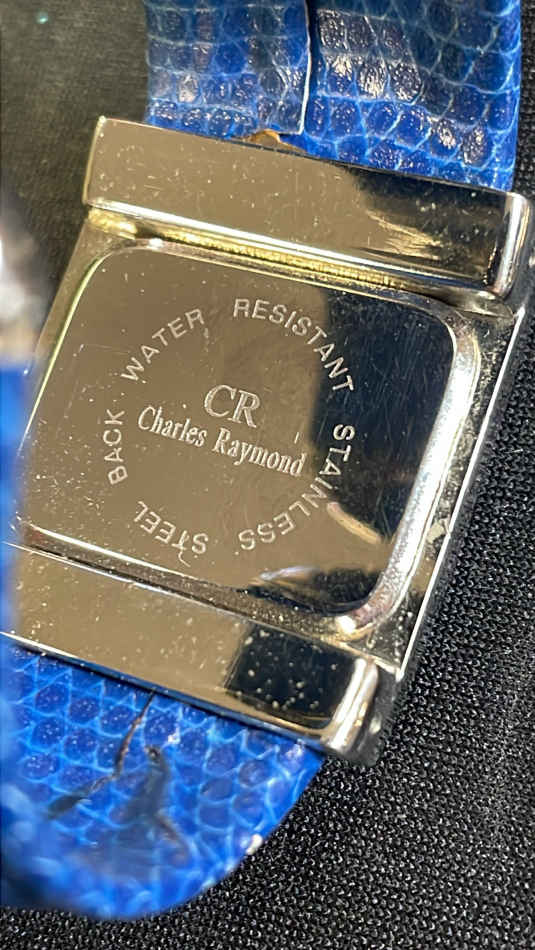 WATER RESISTANT STAINLESS STEEL BACK
CR
Charles Raymond